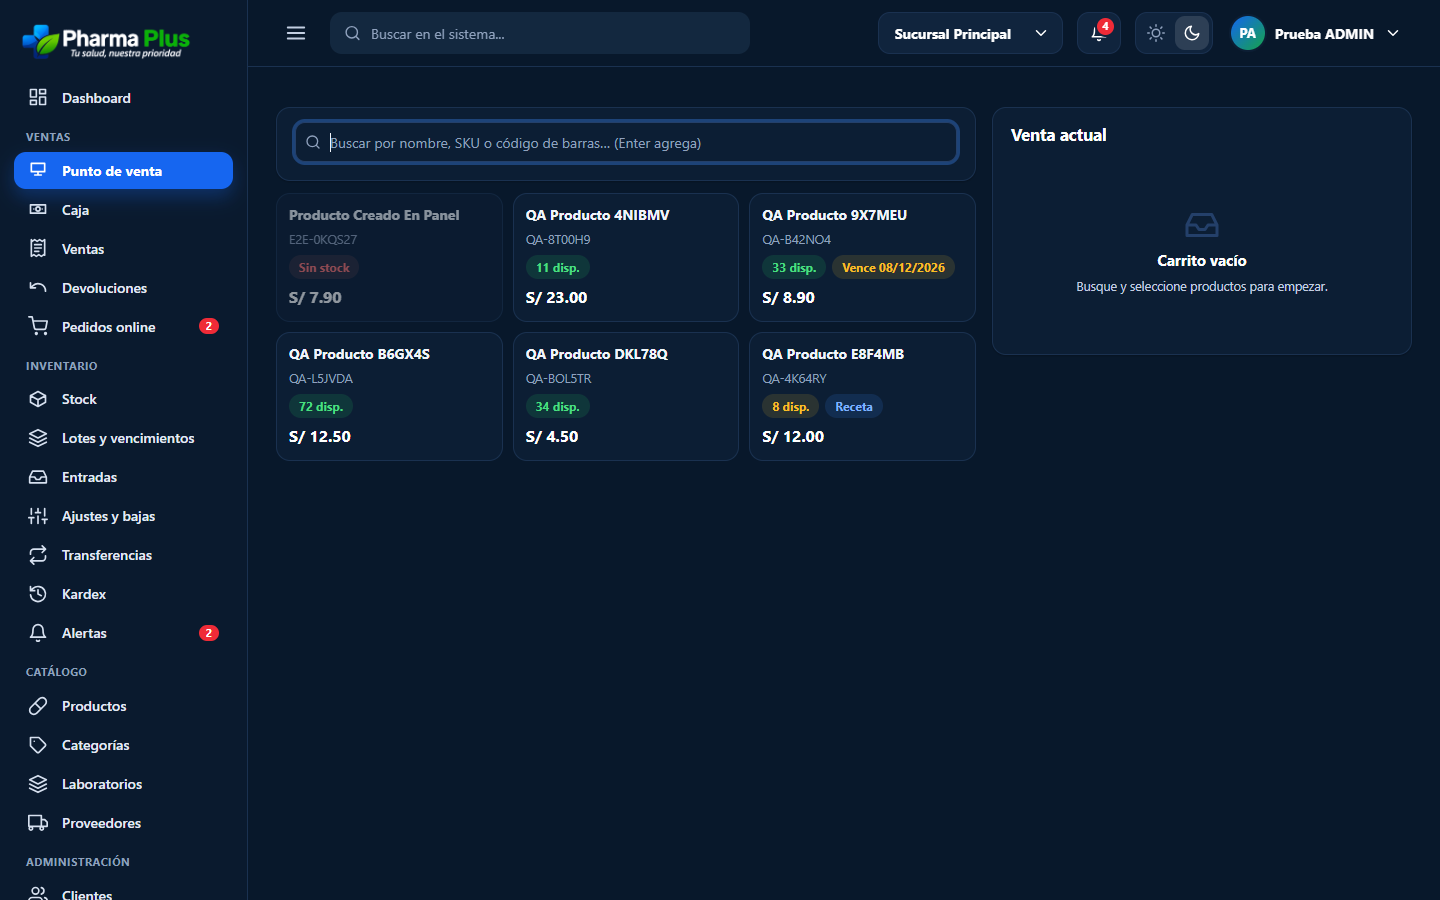 Pharma Plus
Tu salud, nuestra prioridad
Dashboard
VENTAS
Punto de venta
Caja
Ventas
Devoluciones
Pedidos online 2
INVENTARIO
Stock
Lotes y vencimientos
Entradas
Ajustes y bajas
Transferencias
Kardex
Alertas 2
CATÁLOGO
Productos
Categorías
Laboratorios
Proveedores
ADMINISTRACIÓN
Clientes
Buscar en el sistema...
Sucursal Principal
4
PA Prueba ADMIN
Buscar por nombre, SKU o código de barras... (Enter agrega)
Producto Creado En Panel
E2E-0KQS27
Sin stock
S/ 7.90
QA Producto 4NIBMV
QA-8T00H9
11 disp.
S/ 23.00
QA Producto 9X7MEU
QA-B42NO4
33 disp. Vence 08/12/2026
S/ 8.90
QA Producto B6GX4S
QA-L5JVDA
72 disp.
S/ 12.50
QA Producto DKL78Q
QA-BOL5TR
34 disp.
S/ 4.50
QA Producto E8F4MB
QA-4K64RY
8 disp. Receta
S/ 12.00
Venta actual
Carrito vacío
Busque y seleccione productos para empezar.